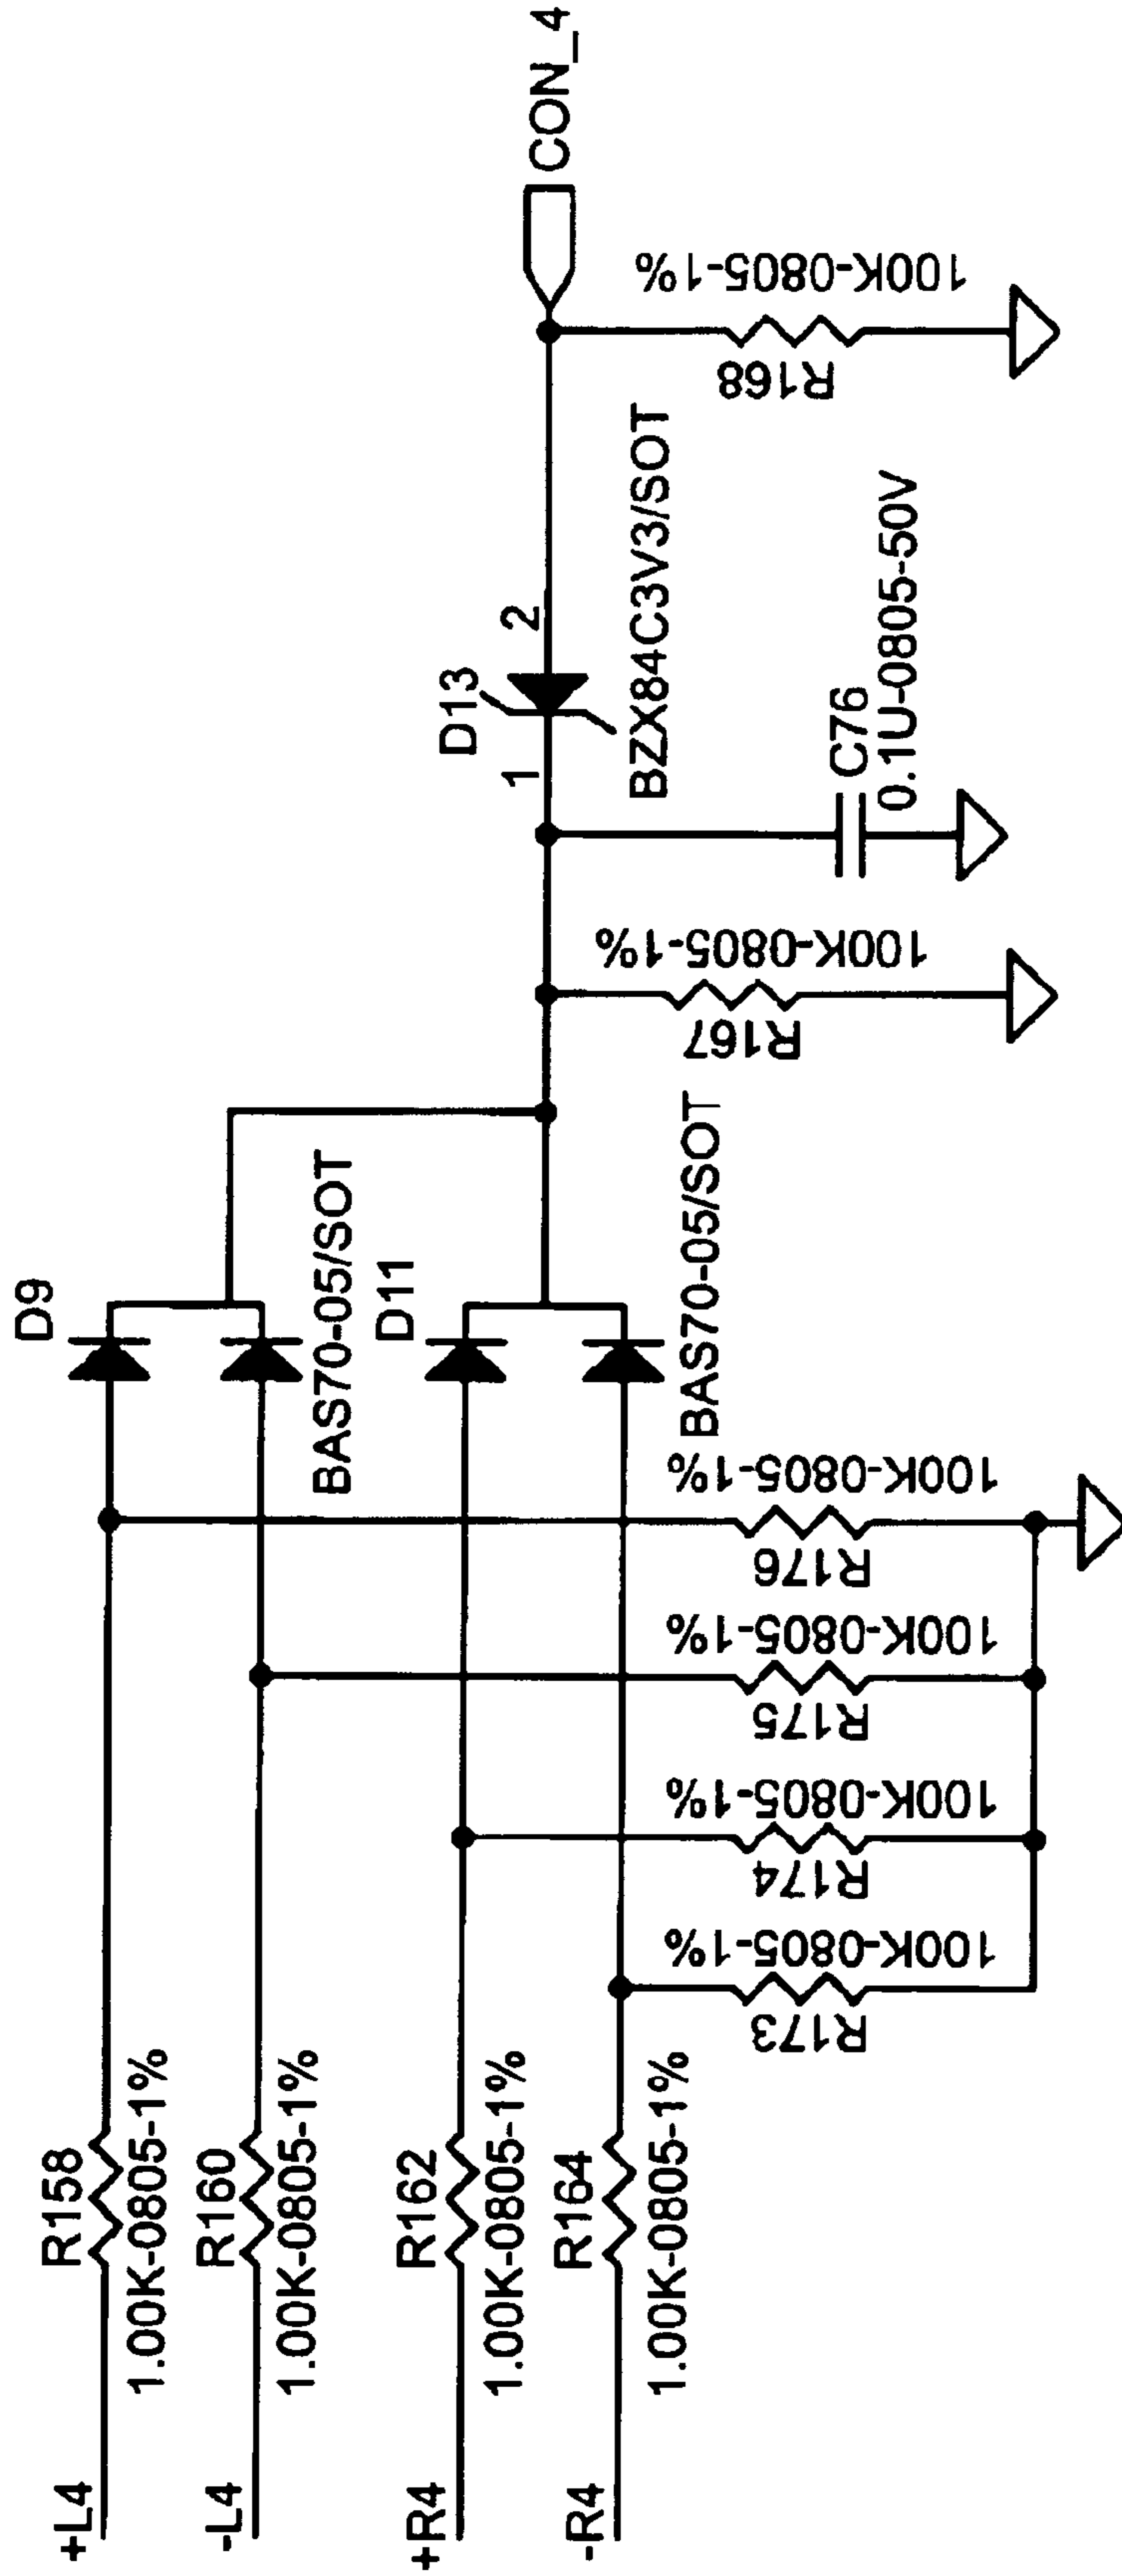 +L4
R158
1.00K-0805-1%
-L4
R160
1.00K-0805-1%
+R4
R162
1.00K-0805-1%
-R4
R164
1.00K-0805-1%
R173
100K-0805-1%
R174
100K-0805-1%
R175
100K-0805-1%
R176
100K-0805-1%
D9
BAS70-05/SOT
D11
BAS70-05/SOT
R167
100K-0805-1%
C76
0.1U-0805-50V
D13
1
2
BZX84C3V3/SOT
R168
100K-0805-1%
CON_4